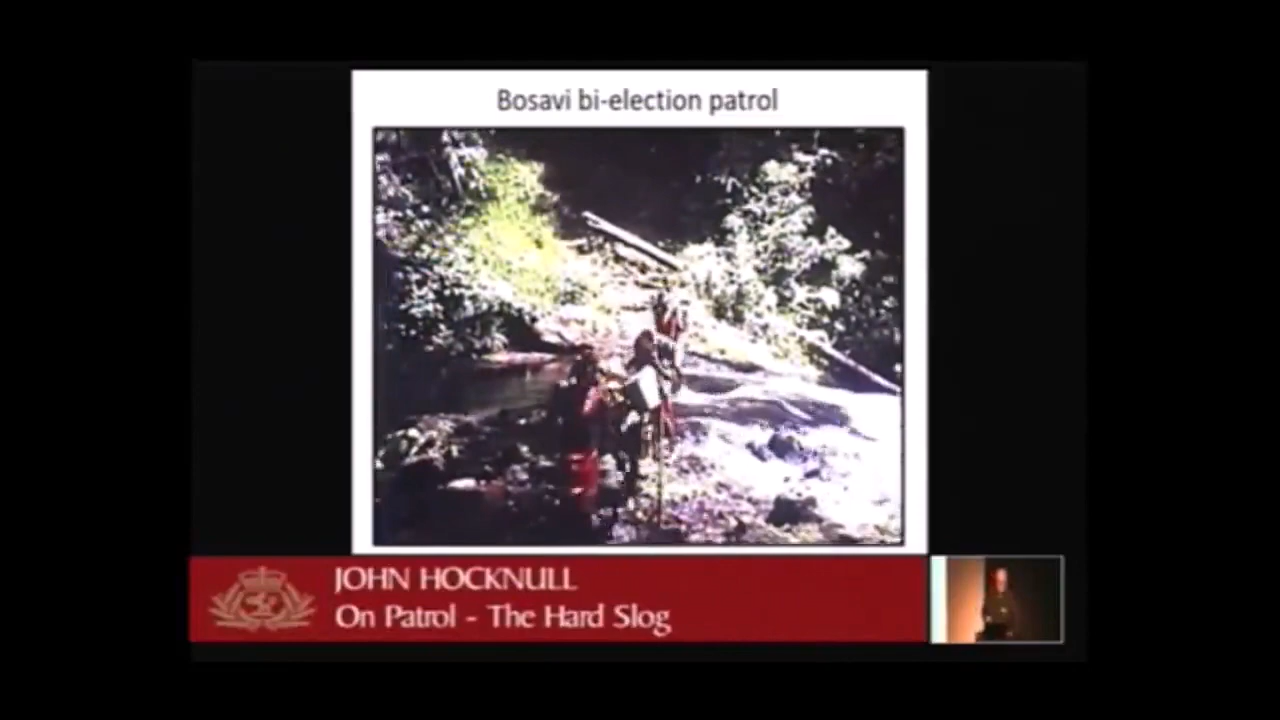 Bosavi bi-election patrol
JOHN HOCKNULL
On Patrol - The Hard Slog